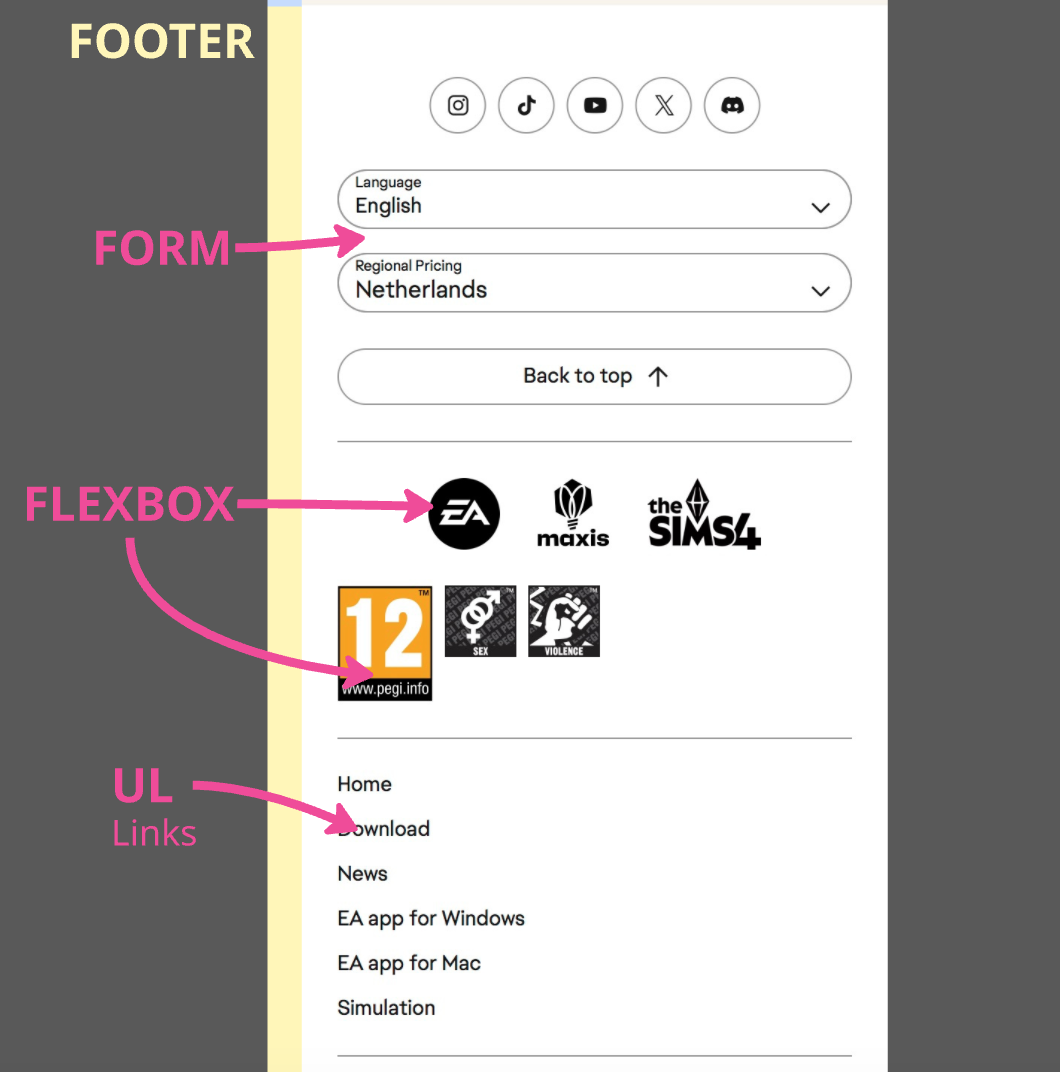 FOOTER
Language
English
FORM
Regional Pricing
Netherlands
Back to top
FLEXBOX
EA
maxis
the
SIMS4
12
TM
www.pegi.info
SEX
VIOLENCE
UL
Links
Home
Download
News
EA app for Windows
EA app for Mac
Simulation